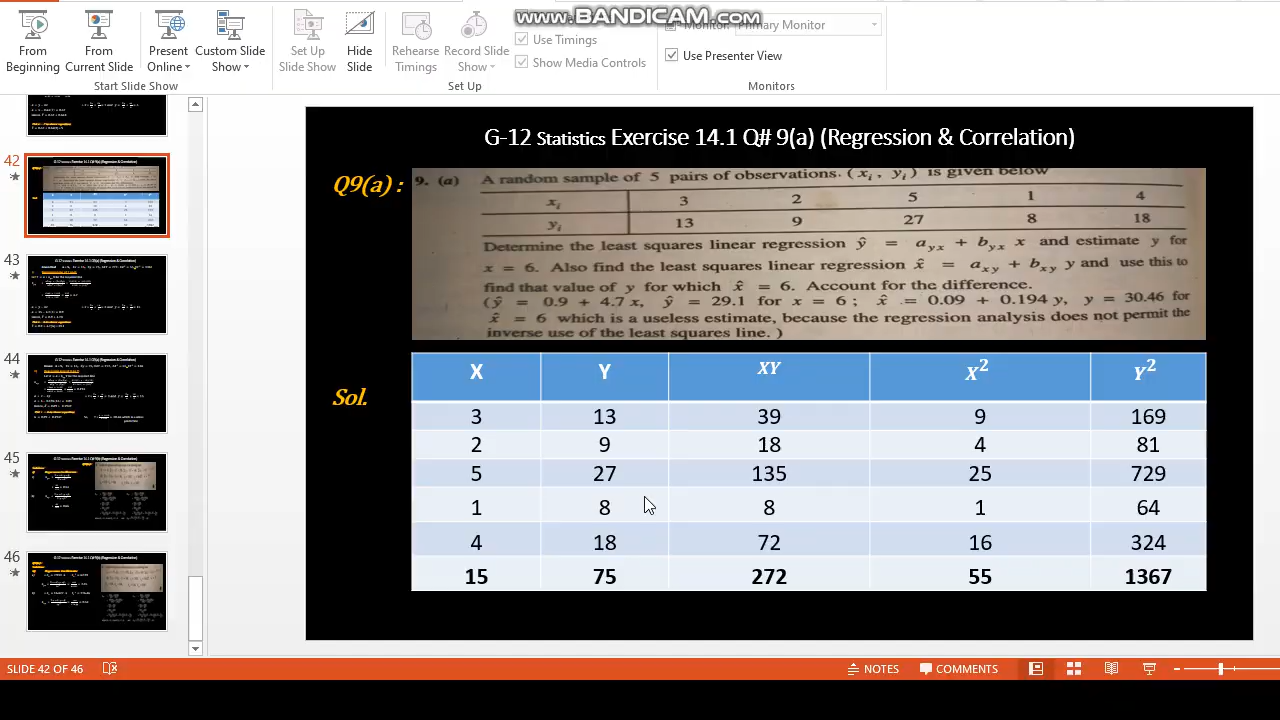 www.BANDICAM.com
From Beginning
From Current Slide
Present Online
Custom Slide Show
Set Up Slide Show
Hide Slide
Rehearse Timings
Record Slide Show
Use Timings
Show Media Controls
Monitor: Primary Monitor
Use Presenter View
Start Slide Show
Set Up
Monitors
42
43
44
45
46
G-12 Statistics Exercise 14.1 Q# 9(a) (Regression & Correlation)
Q9(a) :
9. (a) A random sample of 5 pairs of observations. (xᵢ, yᵢ) is given below
xᵢ 3 2 5 1 4
yᵢ 13 9 27 8 18
Determine the least squares linear regression ŷ = a_yx + b_yx x and estimate y for
x = 6. Also find the least squares linear regression x̂ = a_xy + b_xy y and use this to
find that value of y for which x̂ = 6. Account for the difference.
(ŷ = 0.9 + 4.7 x, ŷ = 29.1 for x = 6 ; x̂ = 0.09 + 0.194 y, y = 30.46 for
x̂ = 6 which is a useless estimate, because the regression analysis does not permit the
inverse use of the least squares line. )
Sol.
X Y XY X² Y²
3 13 39 9 169
2 9 18 4 81
5 27 135 25 729
1 8 8 1 64
4 18 72 16 324
15 75 272 55 1367
SLIDE 42 OF 46
NOTES
COMMENTS